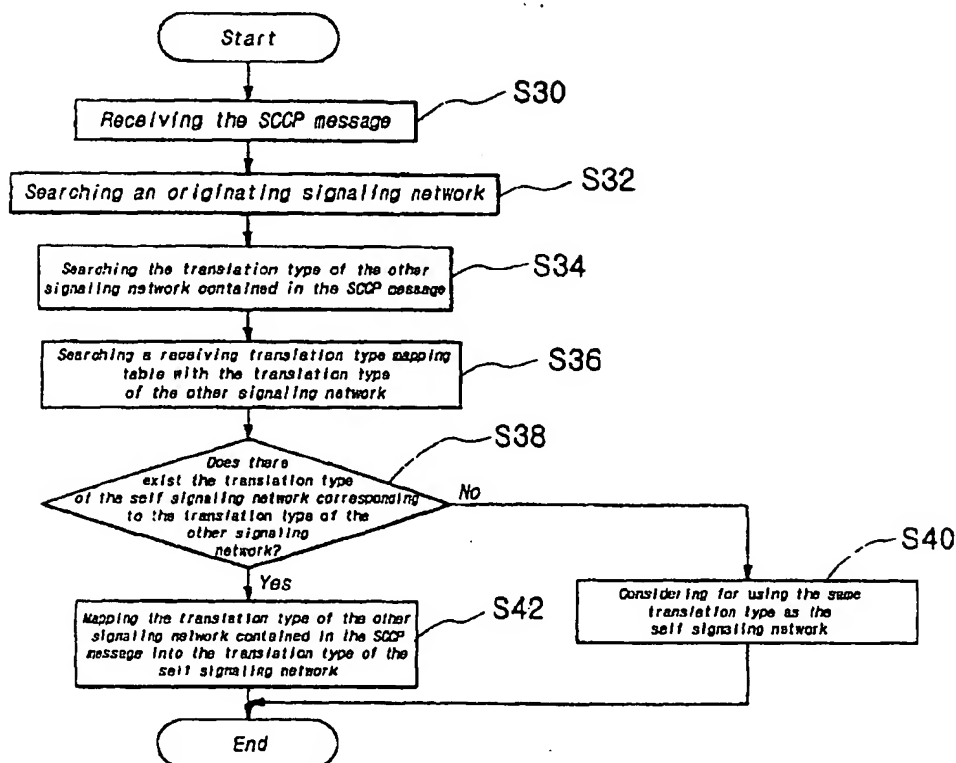 Start
S30
Receiving the SCCP message
S32
Searching an originating signaling network
S34
Searching the translation type of the other
signaling network contained in the SCCP message
S36
Searching a receiving translation type mapping
table with the translation type
of the other signaling network
S38
Does there
exist the translation type
of the self signaling network corresponding
to the translation type of the
other signaling
network?
No
Yes
S40
Considering for using the same
translation type as the
self signaling network
S42
Mapping the translation type of the other
signaling network contained in the SCCP
message into the translation type of the
self signaling network
End